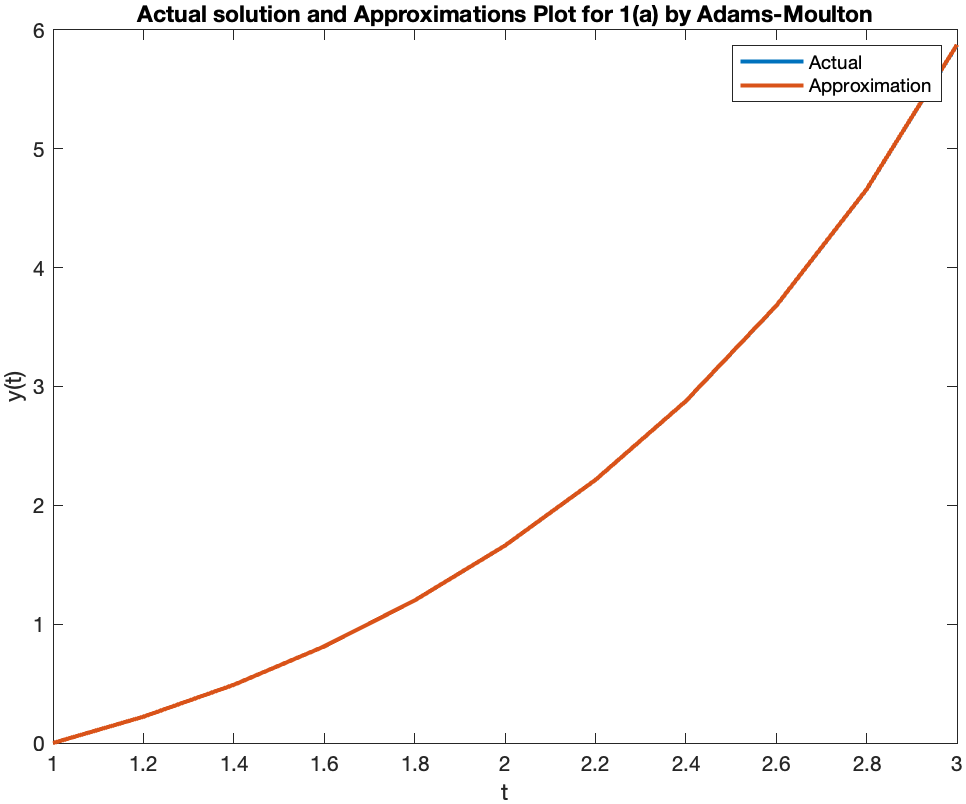 Actual solution and Approximations Plot for 1(a) by Adams-Moulton
Actual
Approximation
y(t)
6
5
4
3
2
1
0
1 1.2 1.4 1.6 1.8 2 2.2 2.4 2.6 2.8 3
t